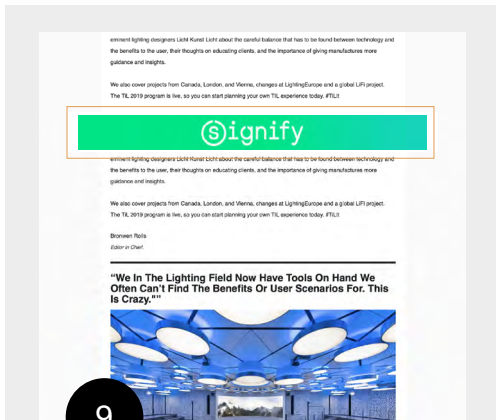 eminent lighting designers Licht Kunst Licht about the careful balance that has to be found between technology and
the benefits to the user, their thoughts on educating clients, and the importance of giving manufactures more
guidance and insights.
We also cover projects from Canada, London, and Vienna, changes at LightingEurope and a global LiFi project.
The TiL 2019 program is live, so you can start planning your own TiL experience today. #TiLit
Signify
eminent lighting designers Licht Kunst Licht about the careful balance that has to be found between technology and
the benefits to the user, their thoughts on educating clients, and the importance of giving manufactures more
guidance and insights.
We also cover projects from Canada, London, and Vienna, changes at LightingEurope and a global LiFi project.
The TiL 2019 program is live, so you can start planning your own TiL experience today. #TiLit
Bronwen Rolls
Editor in Chief.
“We In The Lighting Field Now Have Tools On Hand We
Often Can't Find The Benefits Or User Scenarios For. This
Is Crazy.""
9